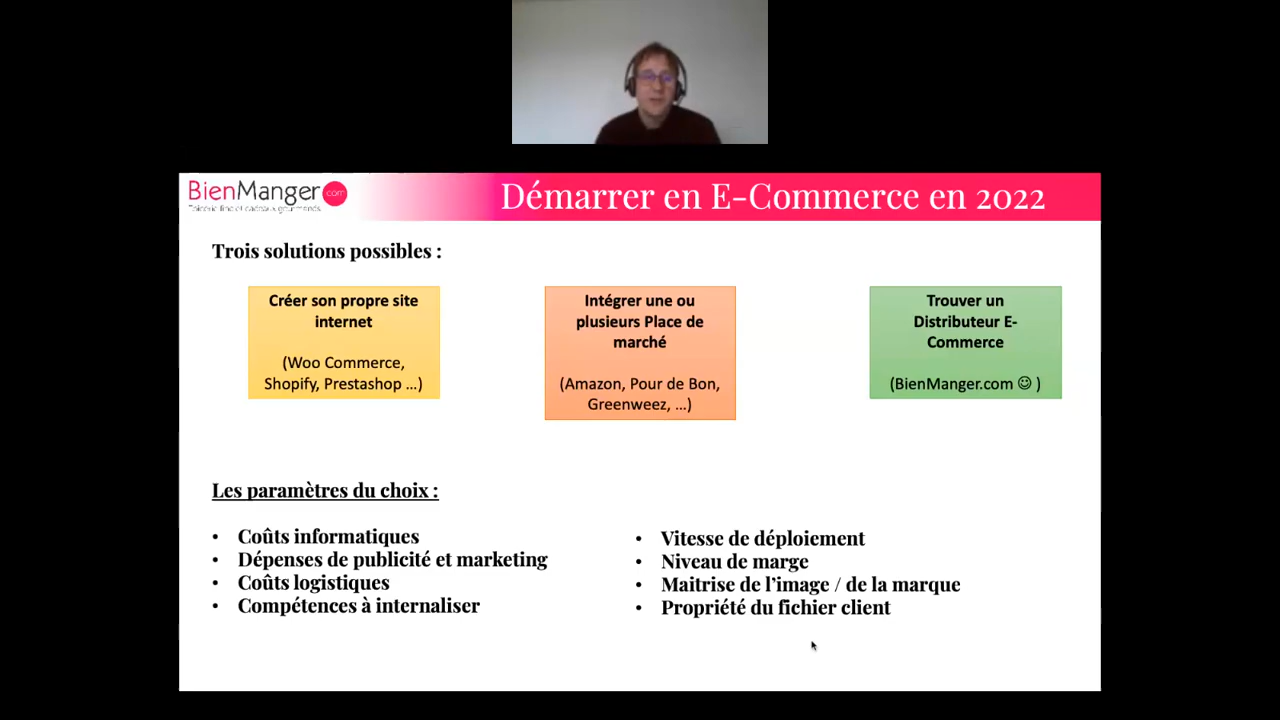 BienManger.com
Démarrer en E-Commerce en 2022
Trois solutions possibles :
Créer son propre site
internet
(Woo Commerce,
Shopify, Prestashop ...)
Intégrer une ou
plusieurs Place de
marché
(Amazon, Pour de Bon,
Greenweez, ...)
Trouver un
Distributeur E-
Commerce
(BienManger.com ☺ )
Les paramètres du choix :
• Coûts informatiques
• Dépenses de publicité et marketing
• Coûts logistiques
• Compétences à internaliser
• Vitesse de déploiement
• Niveau de marge
• Maitrise de l'image / de la marque
• Propriété du fichier client